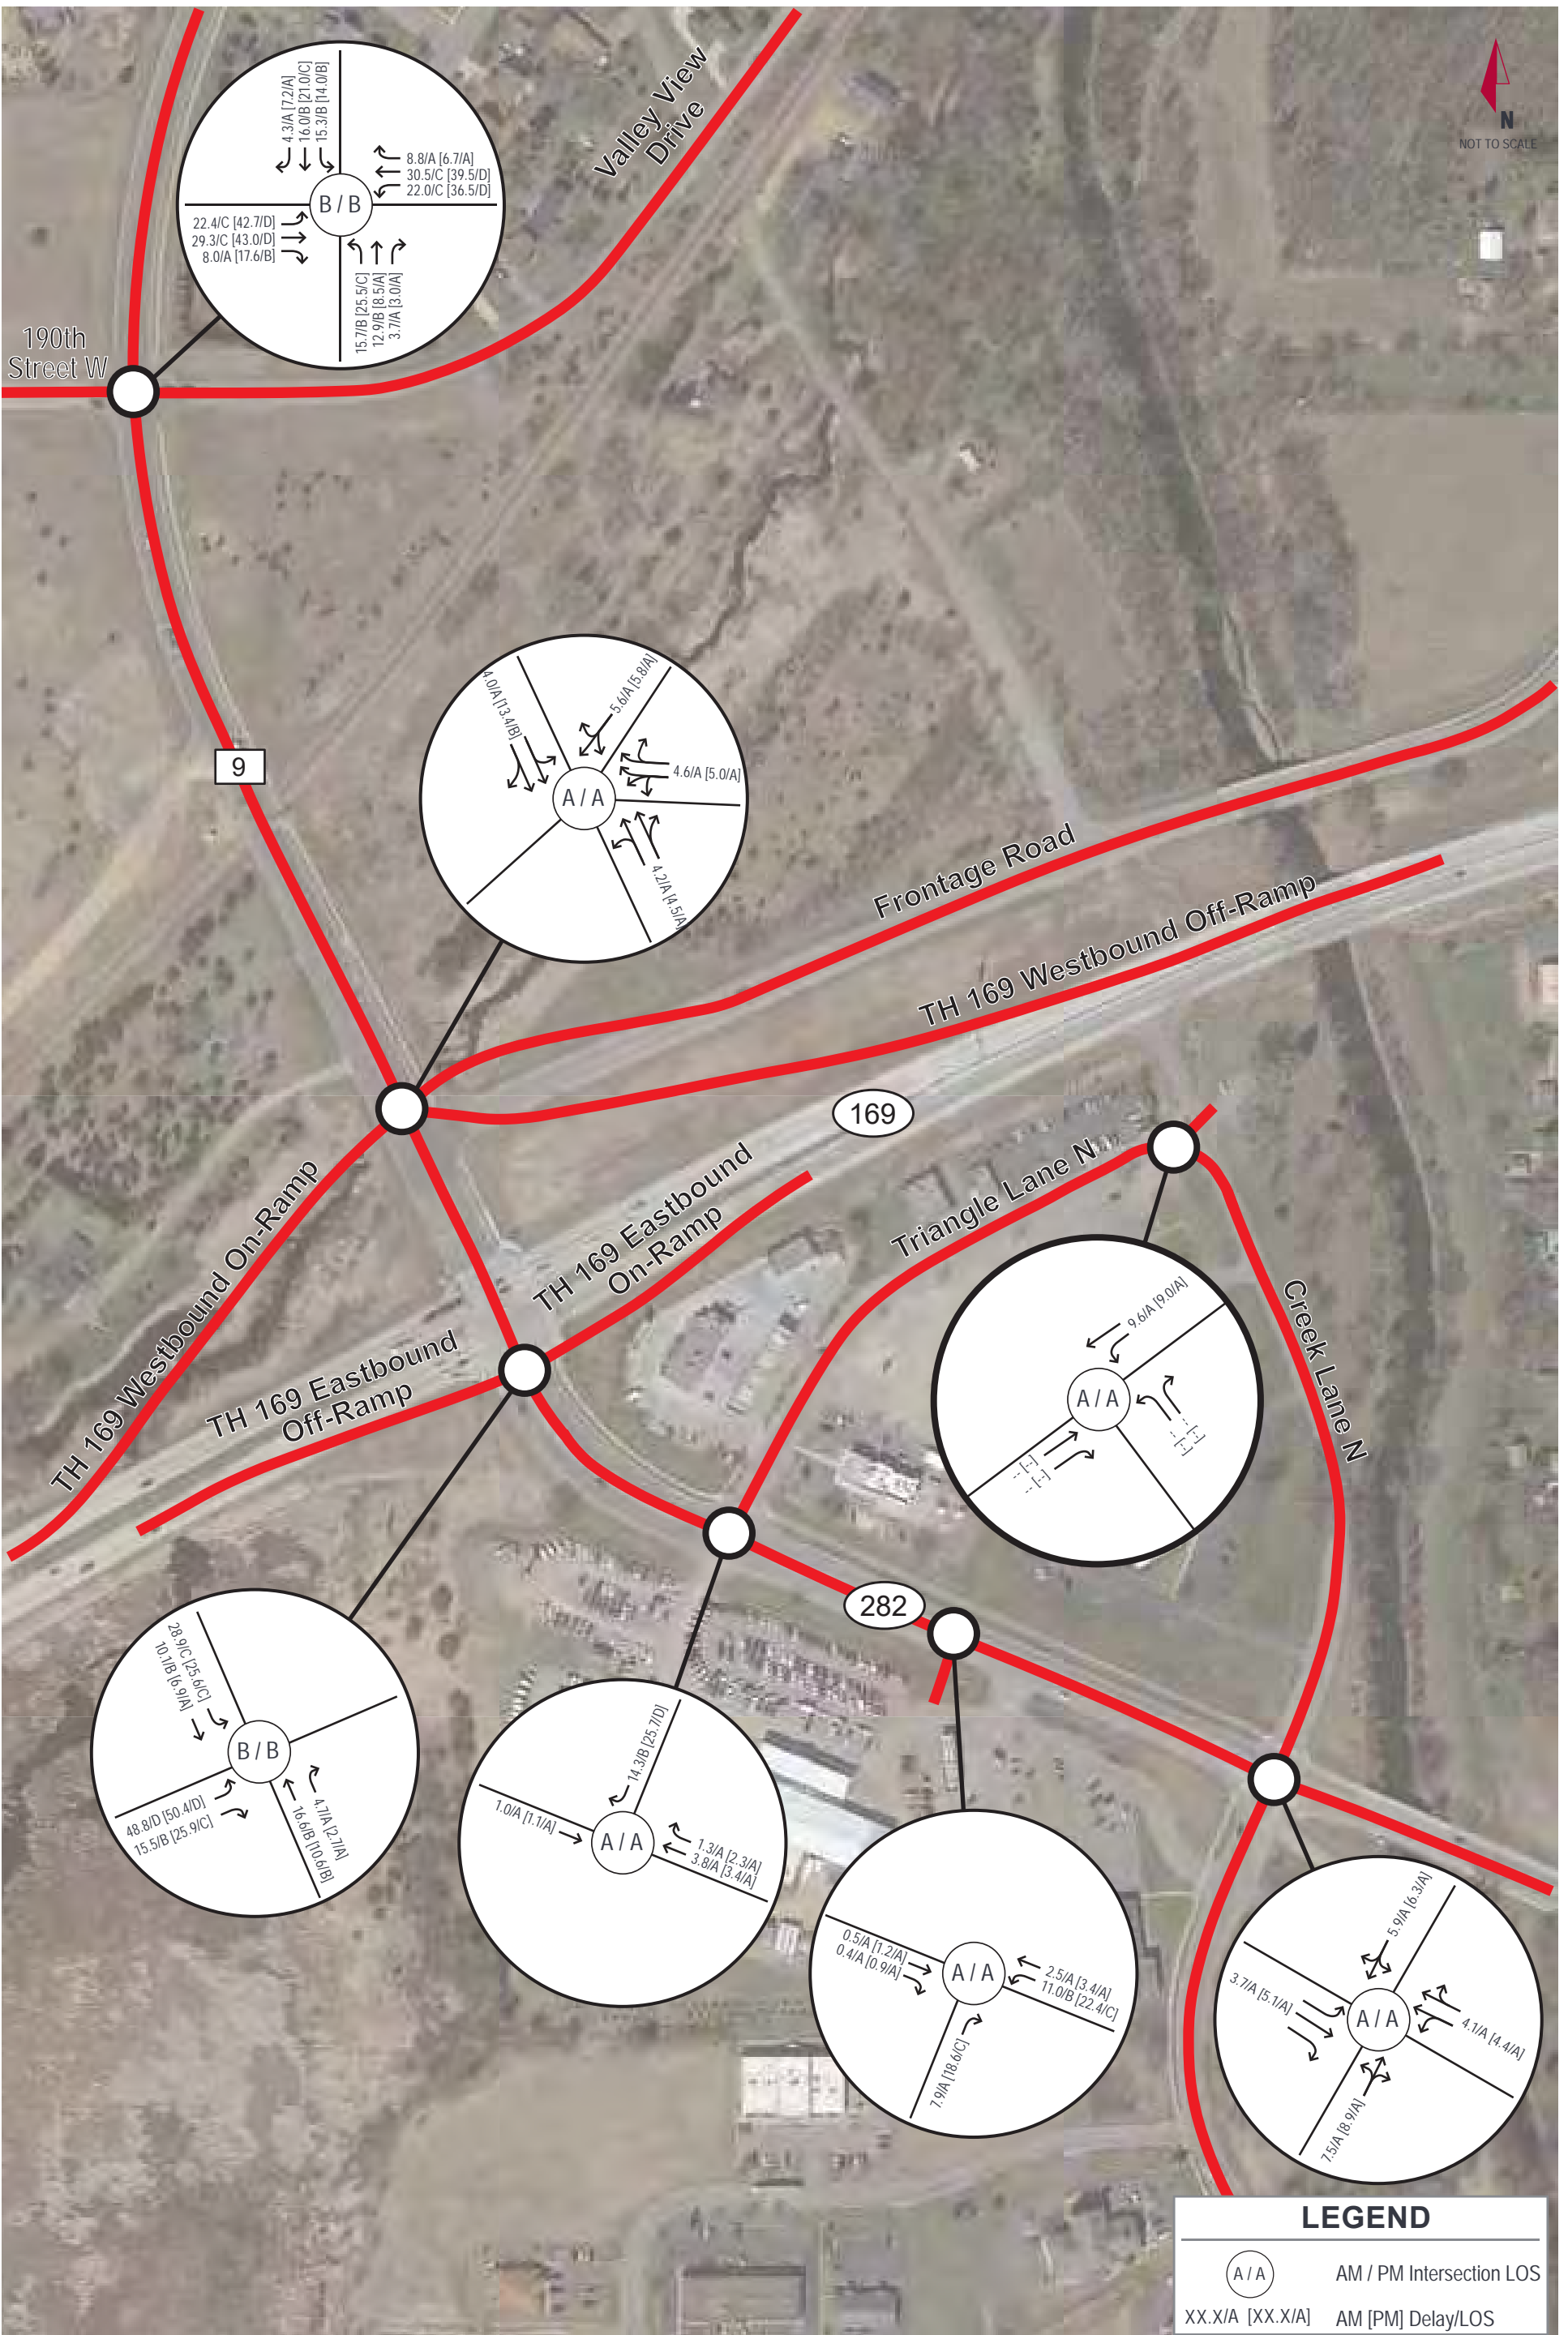 Valley View
Drive
N
NOT TO SCALE
4.3/A [7.2/A]
16.0/B [21.0/C]
15.3/B [14.0/B]
8.8/A [6.7/A]
30.5/C [39.5/D]
22.0/C [36.5/D]
B / B
22.4/C [42.7/D]
29.3/C [43.0/D]
8.0/A [17.6/B]
15.7/B [25.5/C]
12.9/B [8.5/A]
3.7/A [3.0/A]
190th
Street W
9
4.0/A [13.4/B]
5.6/A [5.8/A]
4.6/A [5.0/A]
A / A
4.2/A [4.5/A]
Frontage Road
TH 169 Westbound Off-Ramp
169
TH 169 Westbound On-Ramp
TH 169 Eastbound
On-Ramp
TH 169 Eastbound
Off-Ramp
Triangle Lane N
Creek Lane N
9.6/A [9.0/A]
A / A
- - [-]
- - [-]
- - [-]
- - [-]
282
28.9/C [25.6/C]
10.1/B [6.9/A]
B / B
48.8/D [50.4/D]
15.5/B [25.9/C]
4.7/A [2.7/A]
16.6/B [10.6/B]
14.3/B [25.7/D]
1.0/A [1.1/A]
A / A
1.3/A [2.3/A]
3.8/A [3.4/A]
0.5/A [1.2/A]
0.4/A [0.9/A]
A / A
2.5/A [3.4/A]
11.0/B [22.4/C]
7.9/A [18.6/C]
5.9/A [6.3/A]
3.7/A [5.1/A]
A / A
4.1/A [4.4/A]
7.5/A [8.9/A]
LEGEND
A / A
AM / PM Intersection LOS
XX.X/A [XX.X/A]
AM [PM] Delay/LOS